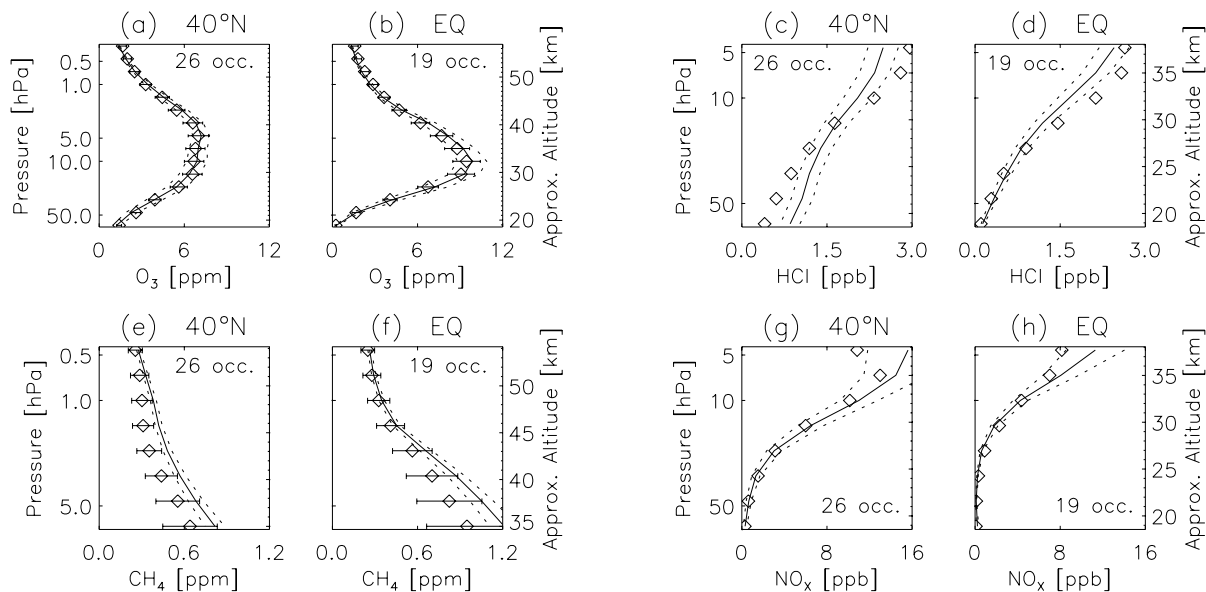 (a) 40°N
(b) EQ
(c) 40°N
(d) EQ
26 occ.
19 occ.
26 occ.
19 occ.
Pressure [hPa]
0.5
1.0
5.0
10.0
50.0
50
40
30
20
Approx. Altitude [km]
Pressure [hPa]
5
10
50
35
30
25
20
Approx. Altitude [km]
0 6 12
0 6 12
0.0 1.5 3.0
0.0 1.5 3.0
O₃ [ppm]
O₃ [ppm]
HCl [ppb]
HCl [ppb]
(e) 40°N
(f) EQ
(g) 40°N
(h) EQ
26 occ.
19 occ.
26 occ.
19 occ.
Pressure [hPa]
0.5
1.0
5.0
50
45
40
35
Approx. Altitude [km]
Pressure [hPa]
5
10
50
35
30
25
20
Approx. Altitude [km]
0.0 0.6 1.2
0.0 0.6 1.2
0 8 16
0 8 16
CH₄ [ppm]
CH₄ [ppm]
NOₓ [ppb]
NOₓ [ppb]